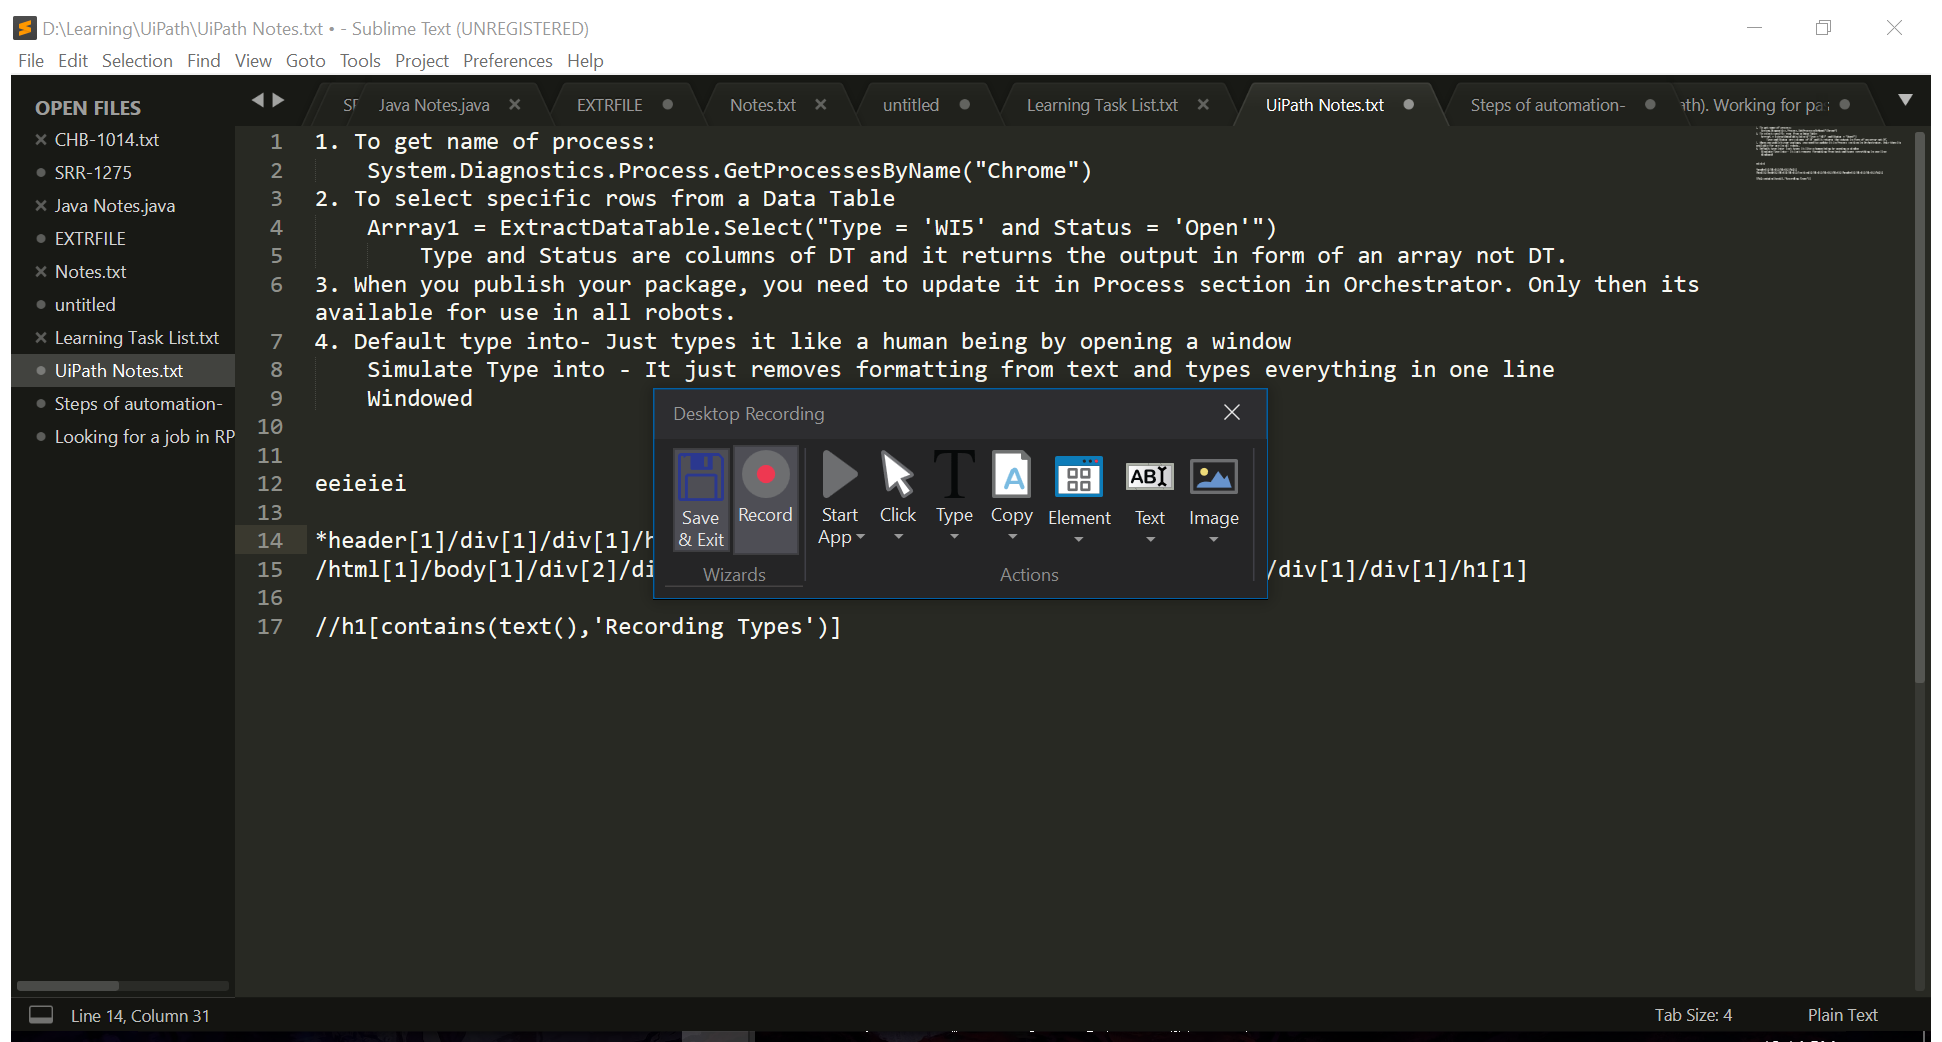 D:\Learning\UiPath\UiPath Notes.txt • - Sublime Text (UNREGISTERED)
File Edit Selection Find View Goto Tools Project Preferences Help
OPEN FILES
CHB-1014.txt
SRR-1275
Java Notes.java
EXTRFILE
Notes.txt
untitled
Learning Task List.txt
UiPath Notes.txt
Steps of automation-
Looking for a job in RP
Java Notes.java EXTRFILE Notes.txt untitled Learning Task List.txt UiPath Notes.txt Steps of automation- Working for
1 1. To get name of process:
2 System.Diagnostics.Process.GetProcessesByName("Chrome")
3 2. To select specific rows from a Data Table
4 Arrray1 = ExtractDataTable.Select("Type = 'WI5' and Status = 'Open'")
5 Type and Status are columns of DT and it returns the output in form of an array not DT.
6 3. When you publish your package, you need to update it in Process section in Orchestrator. Only then its
available for use in all robots.
7 4. Default type into- Just types it like a human being by opening a window
8 Simulate Type into - It just removes formatting from text and types everything in one line
9 Windowed
10
11
12 eeieiei
13
14 *header[1]/div[1]/div[1]/h
15 /html[1]/body[1]/div[2]/di /div[1]/div[1]/h1[1]
16
17 //h1[contains(text(),'Recording Types')]
Desktop Recording
Save & Exit
Record
Start App
Click
Type
Copy
Element
Text
Image
Wizards
Actions
Line 14, Column 31
Tab Size: 4
Plain Text